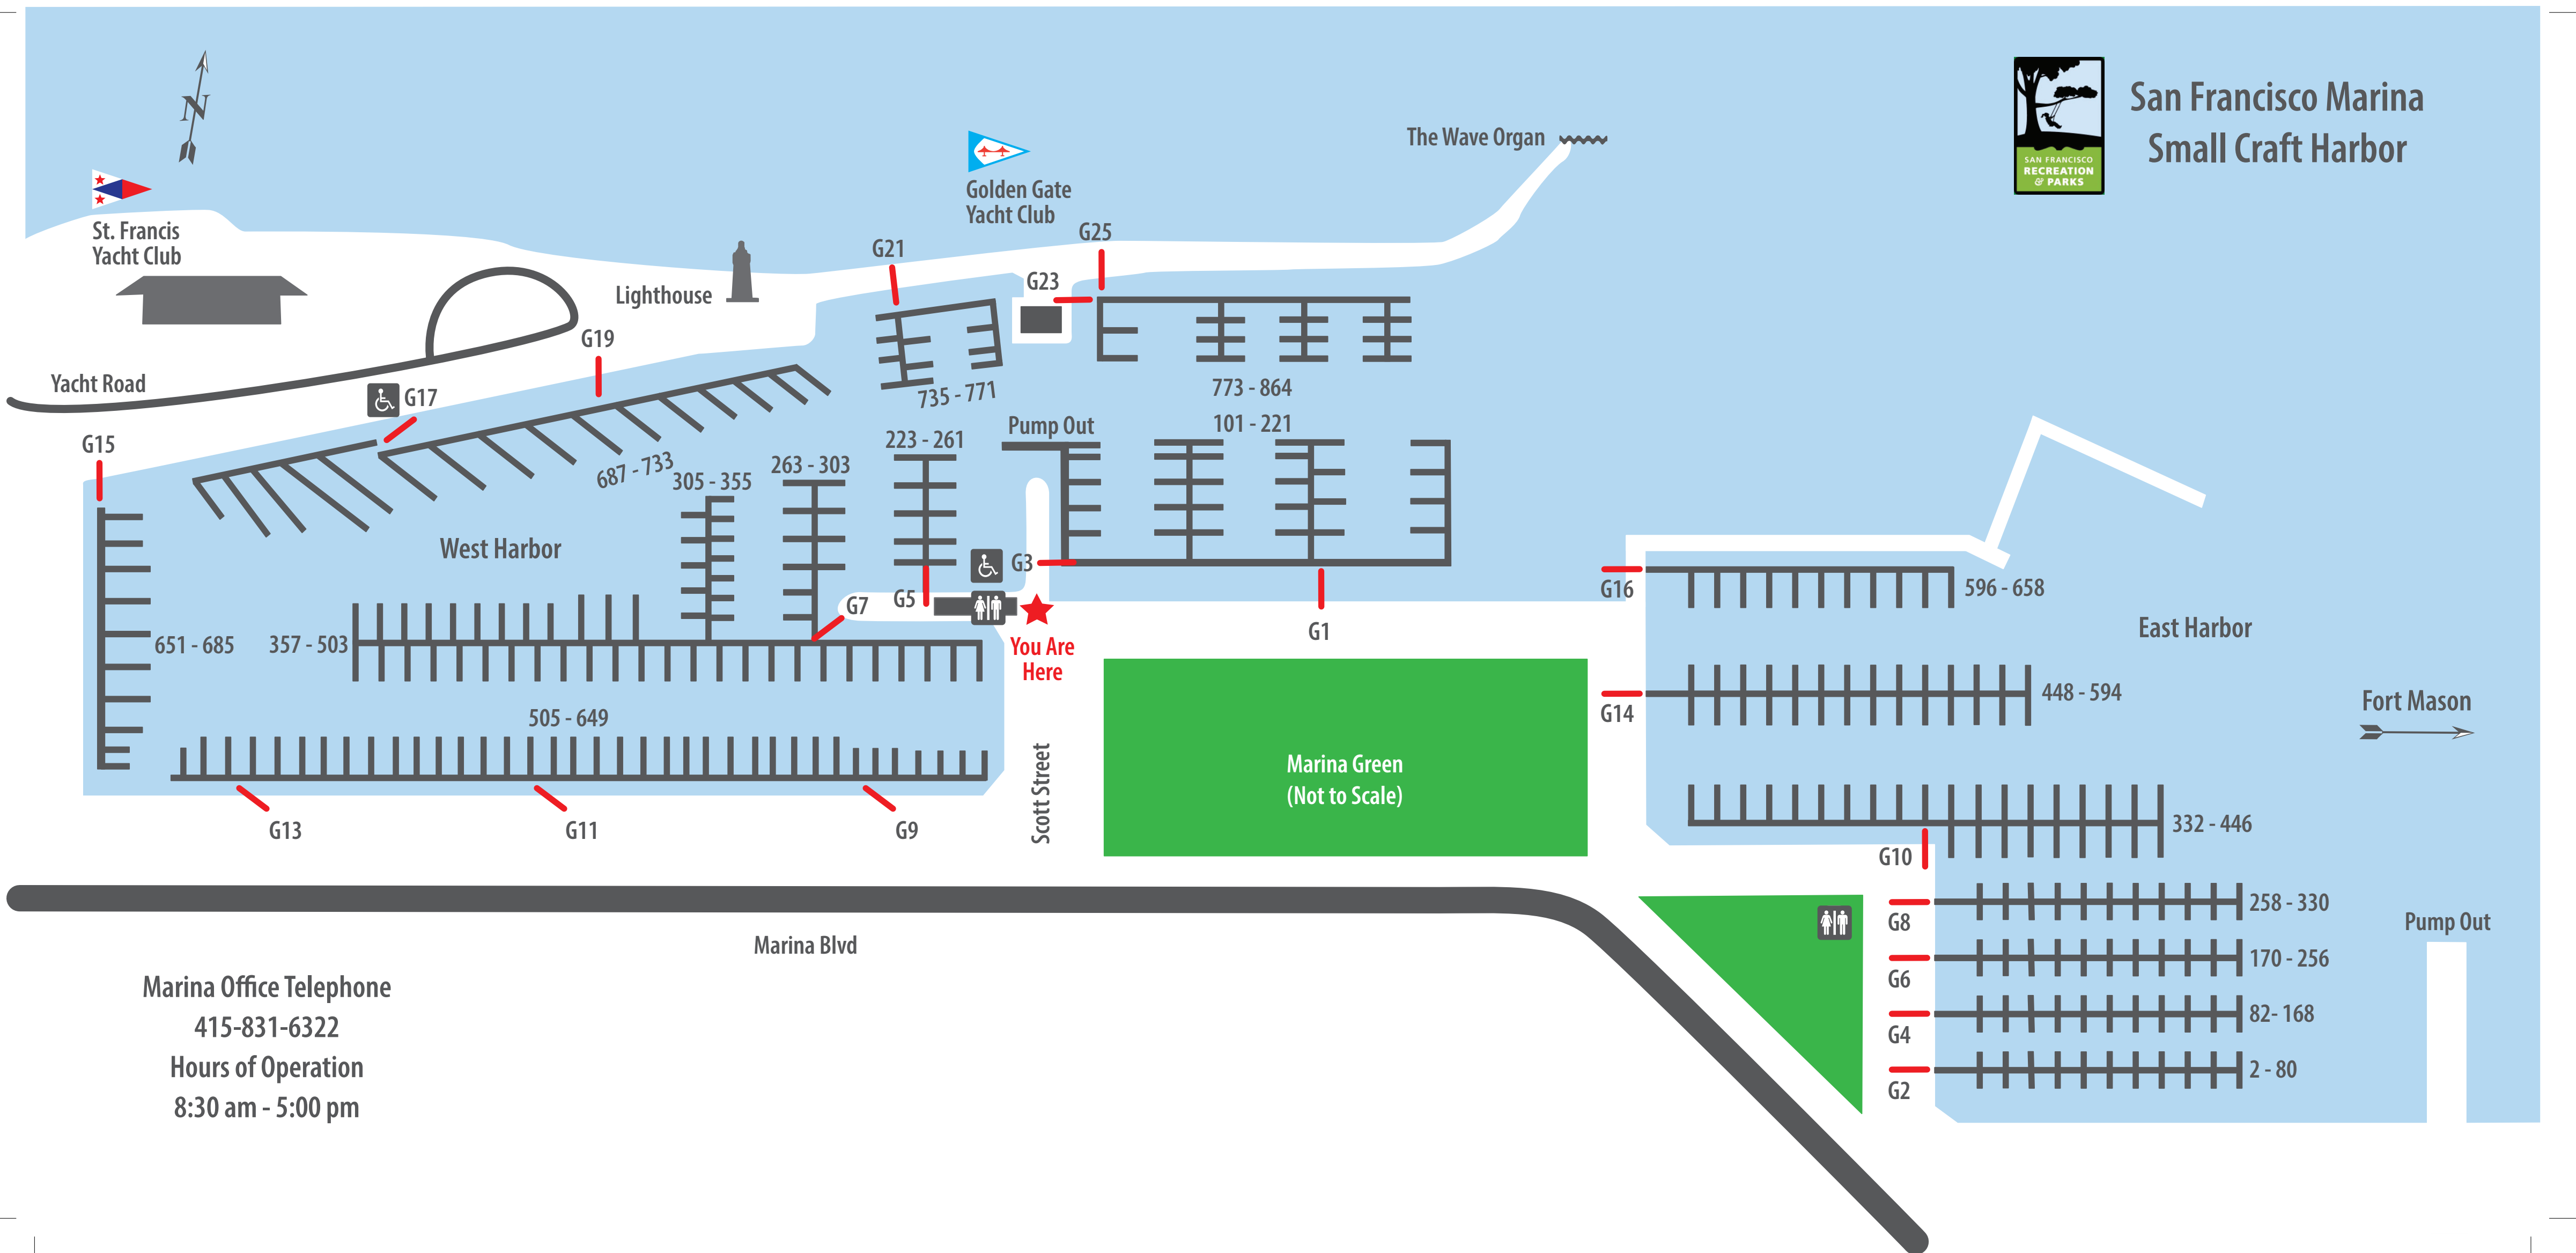 San Francisco Marina
Small Craft Harbor
SAN FRANCISCO
RECREATION
& PARKS
N
The Wave Organ
Golden Gate
Yacht Club
St. Francis
Yacht Club
G21
G25
G23
Lighthouse
G19
Yacht Road
G17
G15
735 - 771
773 - 864
101 - 221
Pump Out
223 - 261
263 - 303
687 - 733
305 - 355
West Harbor
G3
G5
G7
You Are
Here
G1
G16
596 - 658
East Harbor
651 - 685
357 - 503
448 - 594
G14
Fort Mason
505 - 649
Scott Street
Marina Green
(Not to Scale)
G13
G11
G9
332 - 446
G10
258 - 330
G8
Pump Out
170 - 256
G6
82- 168
G4
2 - 80
G2
Marina Blvd
Marina Office Telephone
415-831-6322
Hours of Operation
8:30 am - 5:00 pm